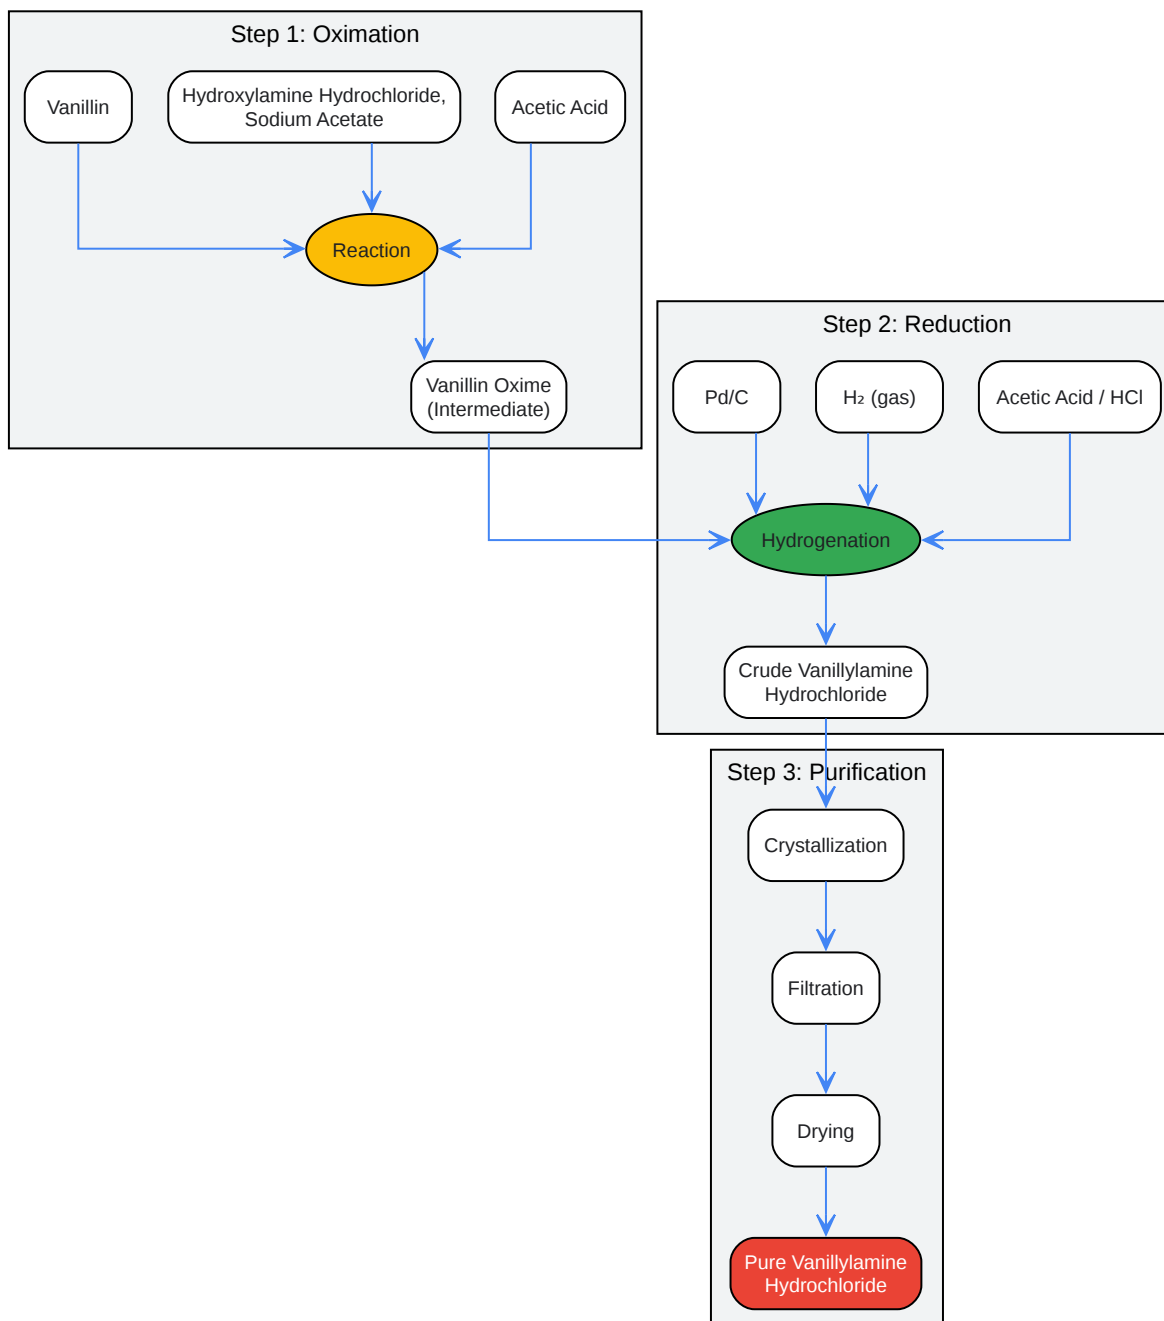 Step 1: Oximation
Vanillin
Hydroxylamine Hydrochloride,
Sodium Acetate
Acetic Acid
Reaction
Vanillin Oxime
(Intermediate)
Step 2: Reduction
Pd/C
H₂ (gas)
Acetic Acid / HCl
Hydrogenation
Crude Vanillylamine
Hydrochloride
Step 3: Purification
Crystallization
Filtration
Drying
Pure Vanillylamine
Hydrochloride